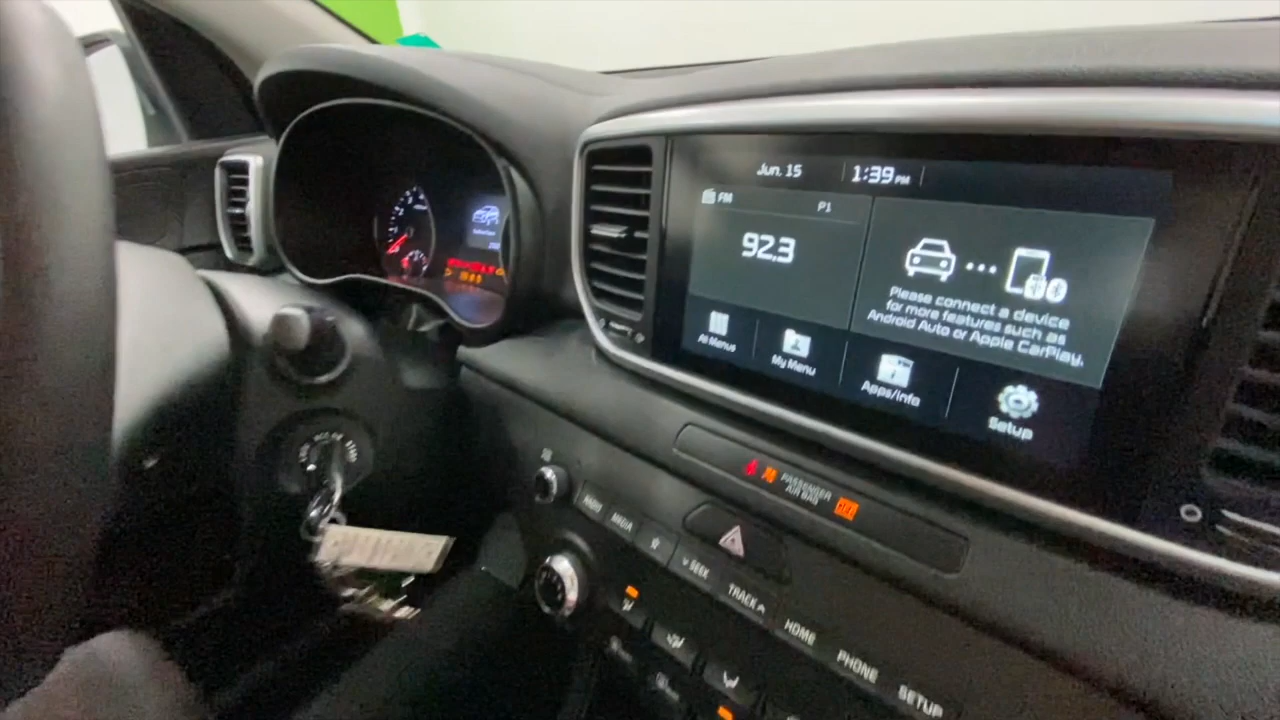 Jun. 15
1:39 PM
FM
P1
92.3
Please connect a device
for more features such as
Android Auto or Apple CarPlay.
All Menus
My Menu
Apps/Info
Setup
PASSENGER
AIR BAG
OFF
RADIO
MEDIA
SEEK
TRACK
HOME
PHONE
SETUP